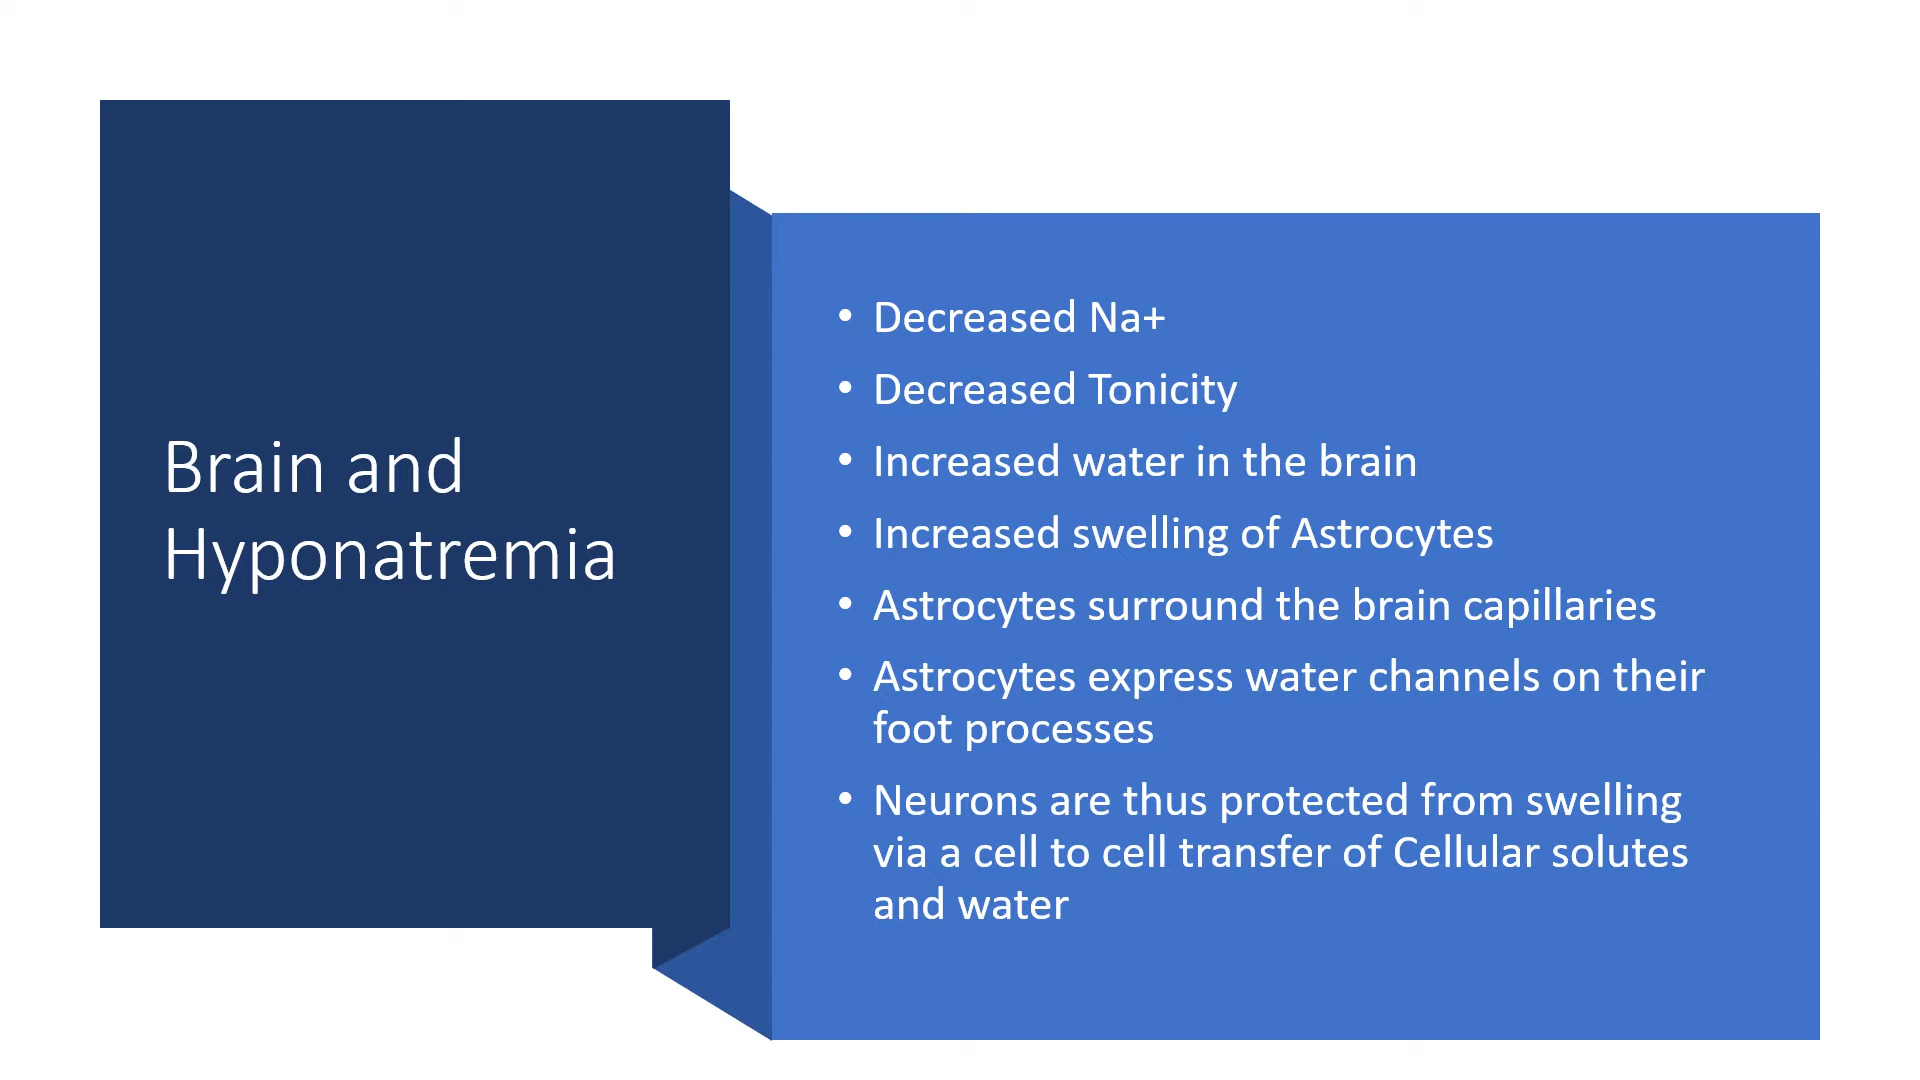 Brain and
Hyponatremia
• Decreased Na+
• Decreased Tonicity
• Increased water in the brain
• Increased swelling of Astrocytes
• Astrocytes surround the brain capillaries
• Astrocytes express water channels on their
foot processes
• Neurons are thus protected from swelling
via a cell to cell transfer of Cellular solutes
and water